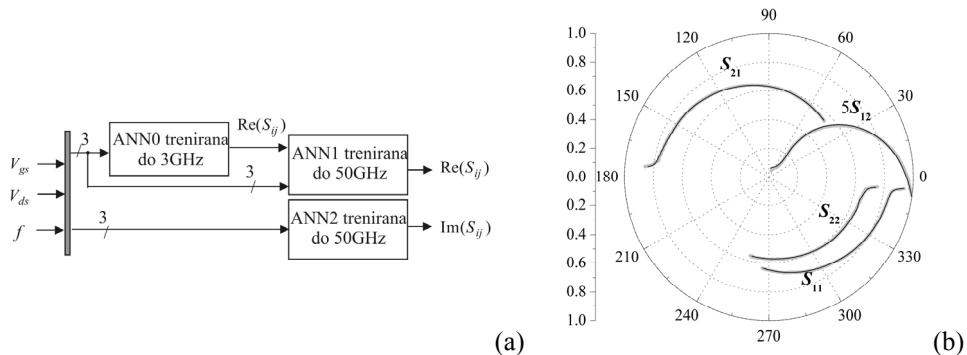 3
ANN0 trenirana
do 3GHz
Re(S_ij)
3
ANN1 trenirana
do 50GHz
Re(S_ij)
V_gs
V_ds
f
3
ANN2 trenirana
do 50GHz
Im(S_ij)
(a)
1.0
0.8
0.6
0.4
0.2
0.0
0.2
0.4
0.6
0.8
1.0
90
120
60
150
30
180
0
210
330
240
300
270
S_21
5S_12
S_22
S_11
(b)